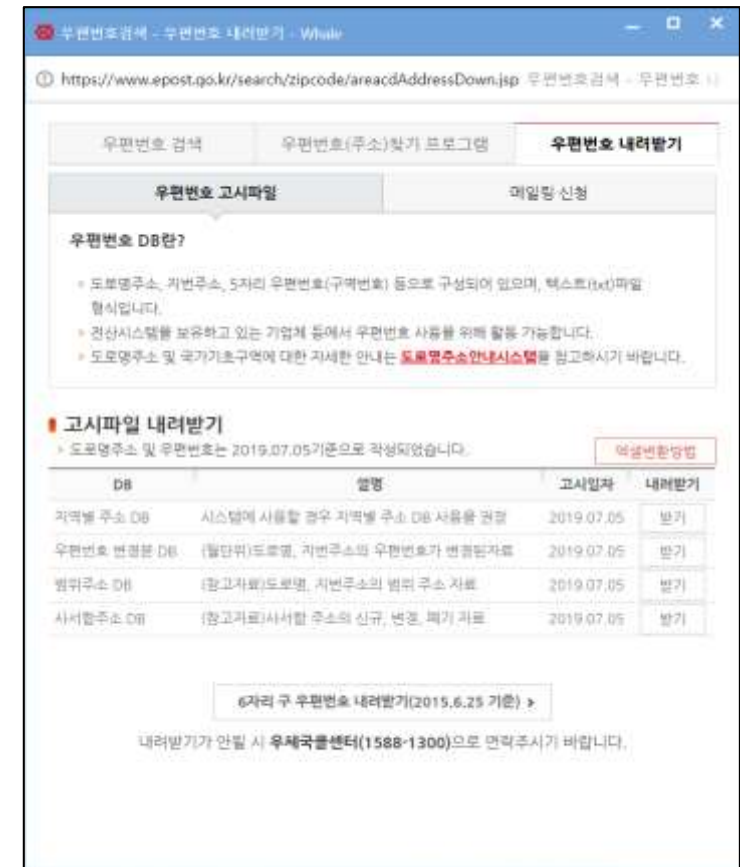 우편번호검색 - 우편번호 내려받기 - Whale
https://www.epost.go.kr/search/zipcode/areacdAddressDown.jsp 우편번호검색 - 우편번호 내
우편번호 검색 우편번호(주소)찾기 프로그램 우편번호 내려받기
우편번호 고시파일 메일링 신청
우편번호 DB란?
도로명주소, 지번주소, 5자리 우편번호(구역번호) 등으로 구성되어 있으며, 텍스트(txt)파일
형식입니다.
전산시스템을 보유하고 있는 기업체 등에서 우편번호 사용을 위해 활용 가능합니다.
도로명주소 및 국가기초구역에 대한 자세한 안내는 도로명주소안내시스템을 참고하시기 바랍니다.
고시파일 내려받기
도로명주소 및 우편번호는 2019.07.05기준으로 작성되었습니다. 엑셀변환방법
DB 설명 고시일자 내려받기
지역별 주소 DB 시스템에 사용할 경우 지역별 주소 DB 사용을 권장 2019.07.05 받기
우편번호 변경분 DB (월단위)도로명, 지번주소의 우편번호가 변경된자료 2019.07.05 받기
범위주소 DB (참고자료)도로명, 지번주소의 범위 주소 자료 2019.07.05 받기
사서함주소 DB (참고자료)사서함 주소의 신규, 변경, 폐기 자료 2019.07.05 받기
6자리 구 우편번호 내려받기(2015.6.25 기준)
내려받기가 안될 시 우체국콜센터(1588-1300)으로 연락주시기 바랍니다.